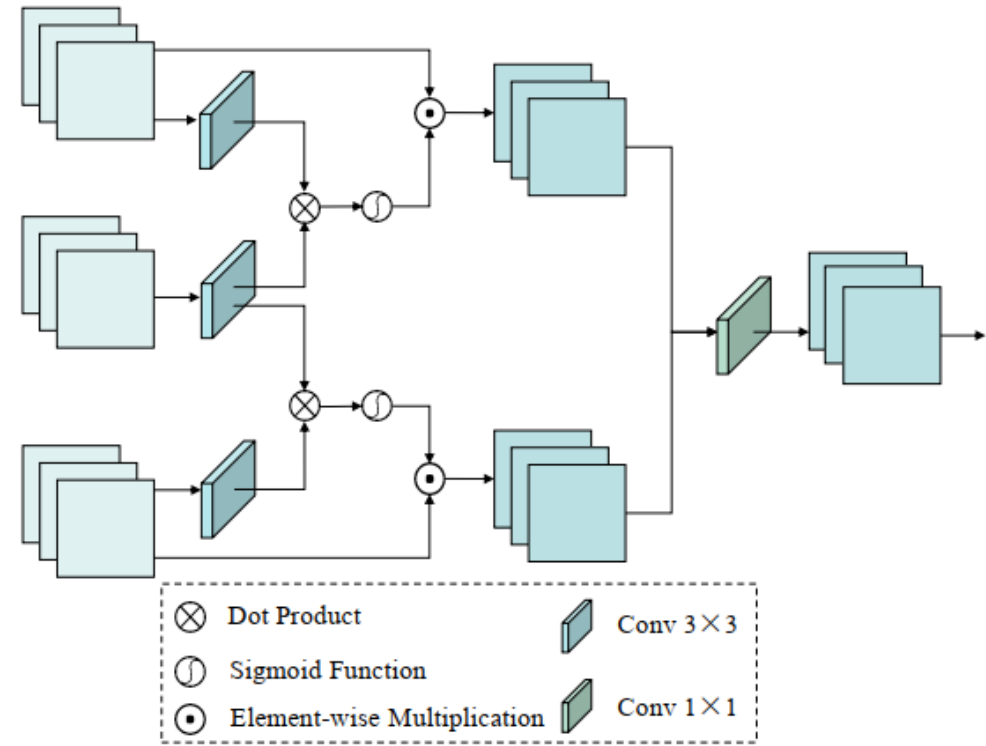 Dot Product
Sigmoid Function
Element-wise Multiplication
Conv 3×3
Conv 1×1